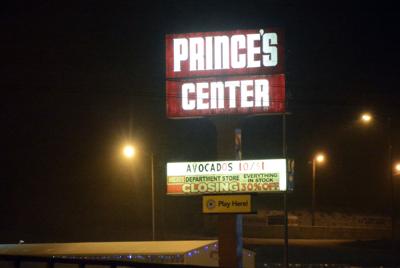 PRINCE'S
CENTER
AVOCADOS 10/$1
DEPARTMENT STORE
EVERYTHING
IN STOCK
CLOSING 30% OFF
Play Here!